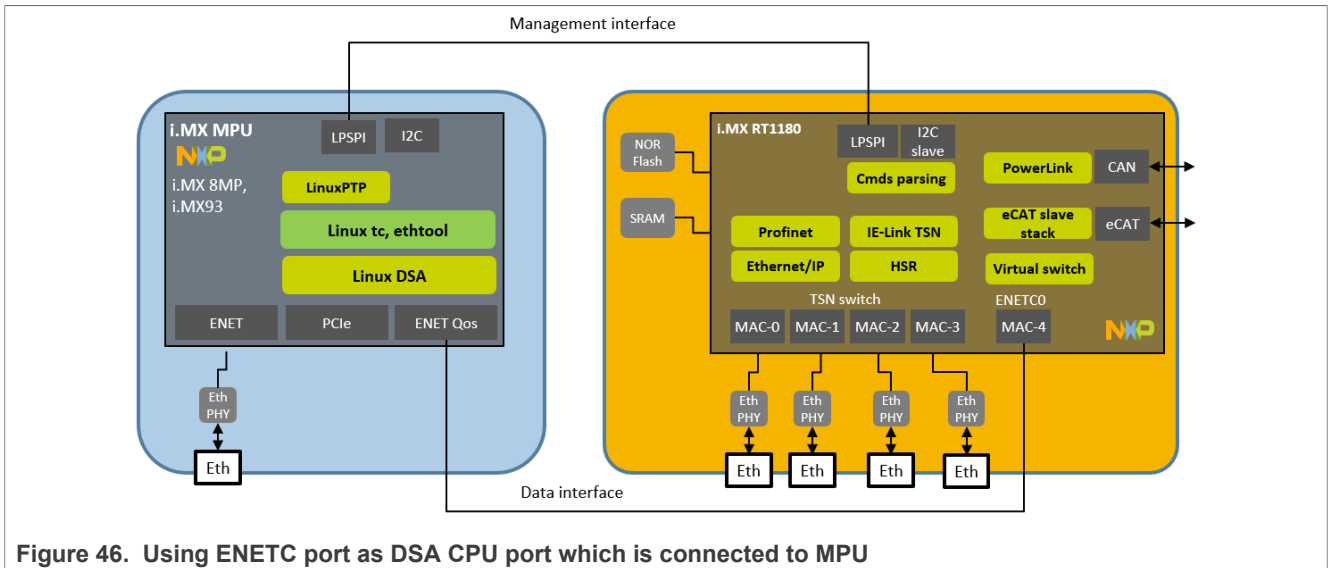 Management interface
i.MX MPU
NXP
i.MX 8MP,
i.MX93
LPSPI
I2C
LinuxPTP
Linux tc, ethtool
Linux DSA
ENET
PCIe
ENET Qos
Eth
PHY
Eth
NOR
Flash
SRAM
i.MX RT1180
LPSPI
I2C
slave
Cmds parsing
PowerLink
CAN
Profinet
IE-Link TSN
eCAT slave
stack
eCAT
Ethernet/IP
HSR
Virtual switch
TSN switch
ENETC0
MAC-0
MAC-1
MAC-2
MAC-3
MAC-4
NXP
Eth
PHY
Eth
PHY
Eth
PHY
Eth
PHY
Eth
Eth
Eth
Eth
Data interface
Figure 46. Using ENETC port as DSA CPU port which is connected to MPU